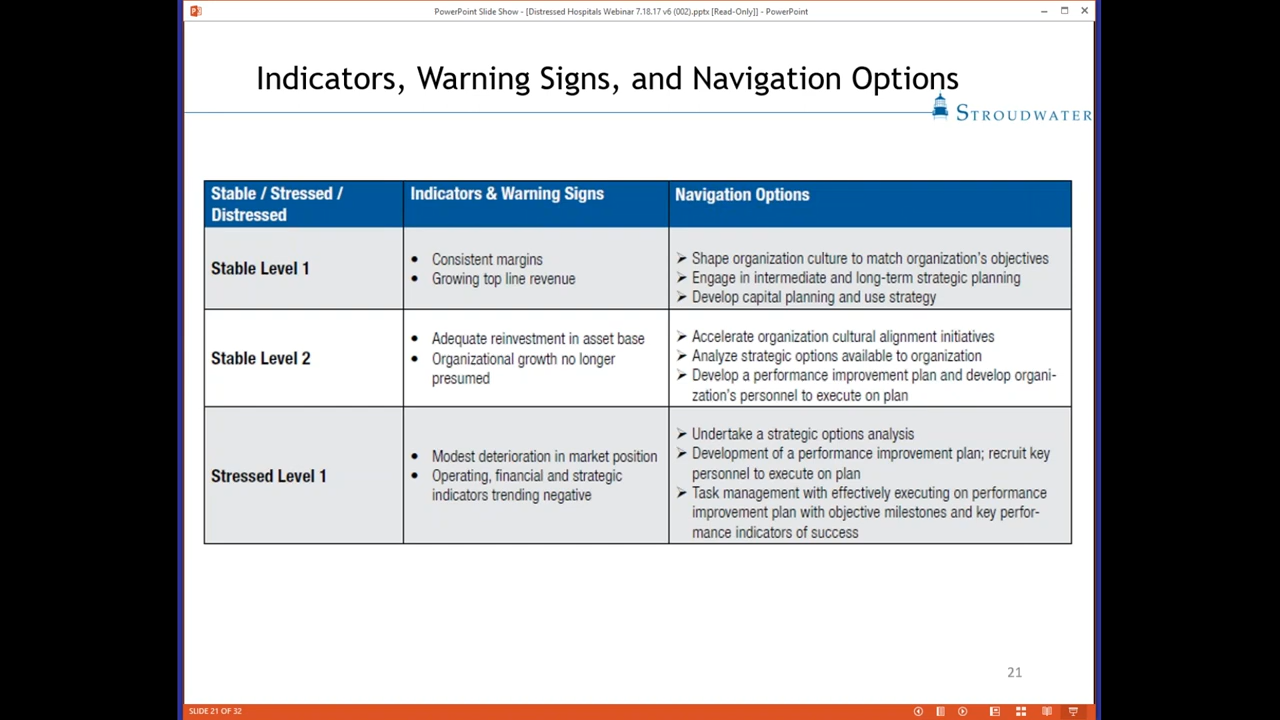 PowerPoint Slide Show - [Distressed Hospitals Webinar 7.18.17 v6 (002).pptx [Read-Only]] - PowerPoint
Indicators, Warning Signs, and Navigation Options
STROUDWATER
Stable / Stressed /
Distressed
Indicators & Warning Signs
Navigation Options
Stable Level 1
• Consistent margins
• Growing top line revenue
➢ Shape organization culture to match organization's objectives
➢ Engage in intermediate and long-term strategic planning
➢ Develop capital planning and use strategy
Stable Level 2
• Adequate reinvestment in asset base
• Organizational growth no longer
presumed
➢ Accelerate organization cultural alignment initiatives
➢ Analyze strategic options available to organization
➢ Develop a performance improvement plan and develop organi-
zation's personnel to execute on plan
Stressed Level 1
• Modest deterioration in market position
• Operating, financial and strategic
indicators trending negative
➢ Undertake a strategic options analysis
➢ Development of a performance improvement plan; recruit key
personnel to execute on plan
➢ Task management with effectively executing on performance
improvement plan with objective milestones and key perfor-
mance indicators of success
21
SLIDE 21 OF 32